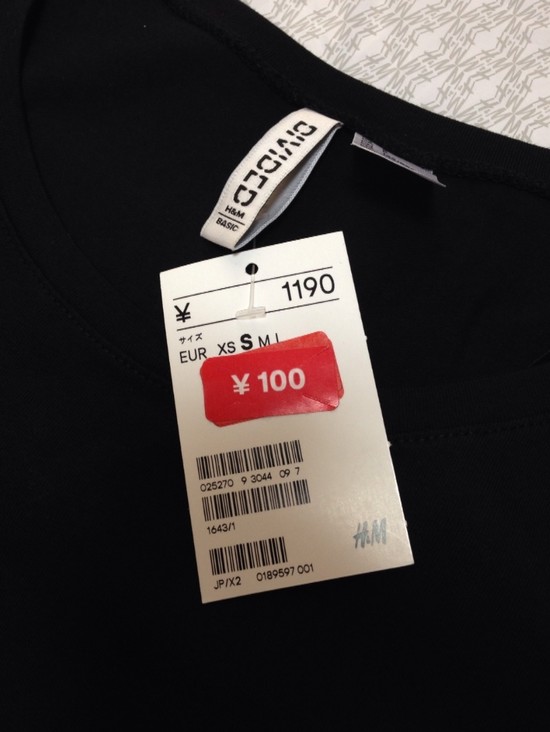 DIVIDED
H&M
BASIC
¥ 1190
サイズ
EUR XS S M L
¥ 100
025270 9 3044 09 7
1643/1
JP/X2 0189597 001
H&M